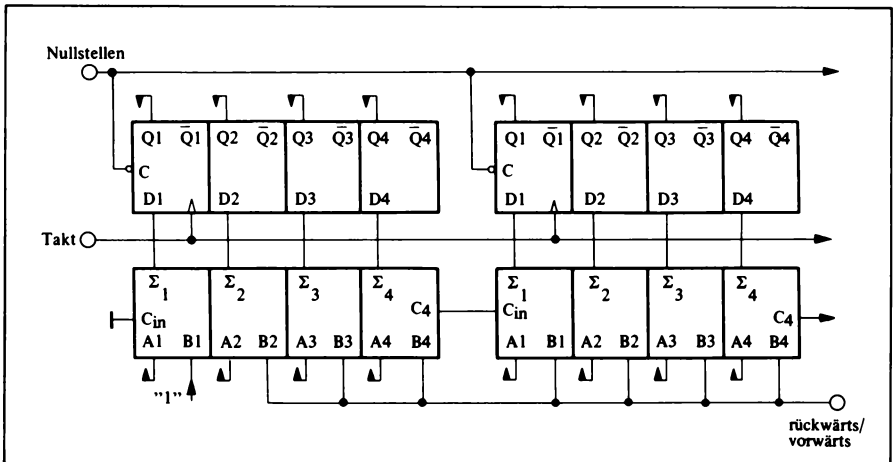 Nullstellen
Q1 Q̄1 Q2 Q̄2 Q3 Q̄3 Q4 Q̄4 Q1 Q̄1 Q2 Q̄2 Q3 Q̄3 Q4 Q̄4
C C
D1 D2 D3 D4 D1 D2 D3 D4
Takt
Σ1 Σ2 Σ3 Σ4 Σ1 Σ2 Σ3 Σ4
Cin C4 Cin C4
A1 B1 A2 B2 A3 B3 A4 B4 A1 B1 A2 B2 A3 B3 A4 B4
"1"
rückwärts/
vorwärts